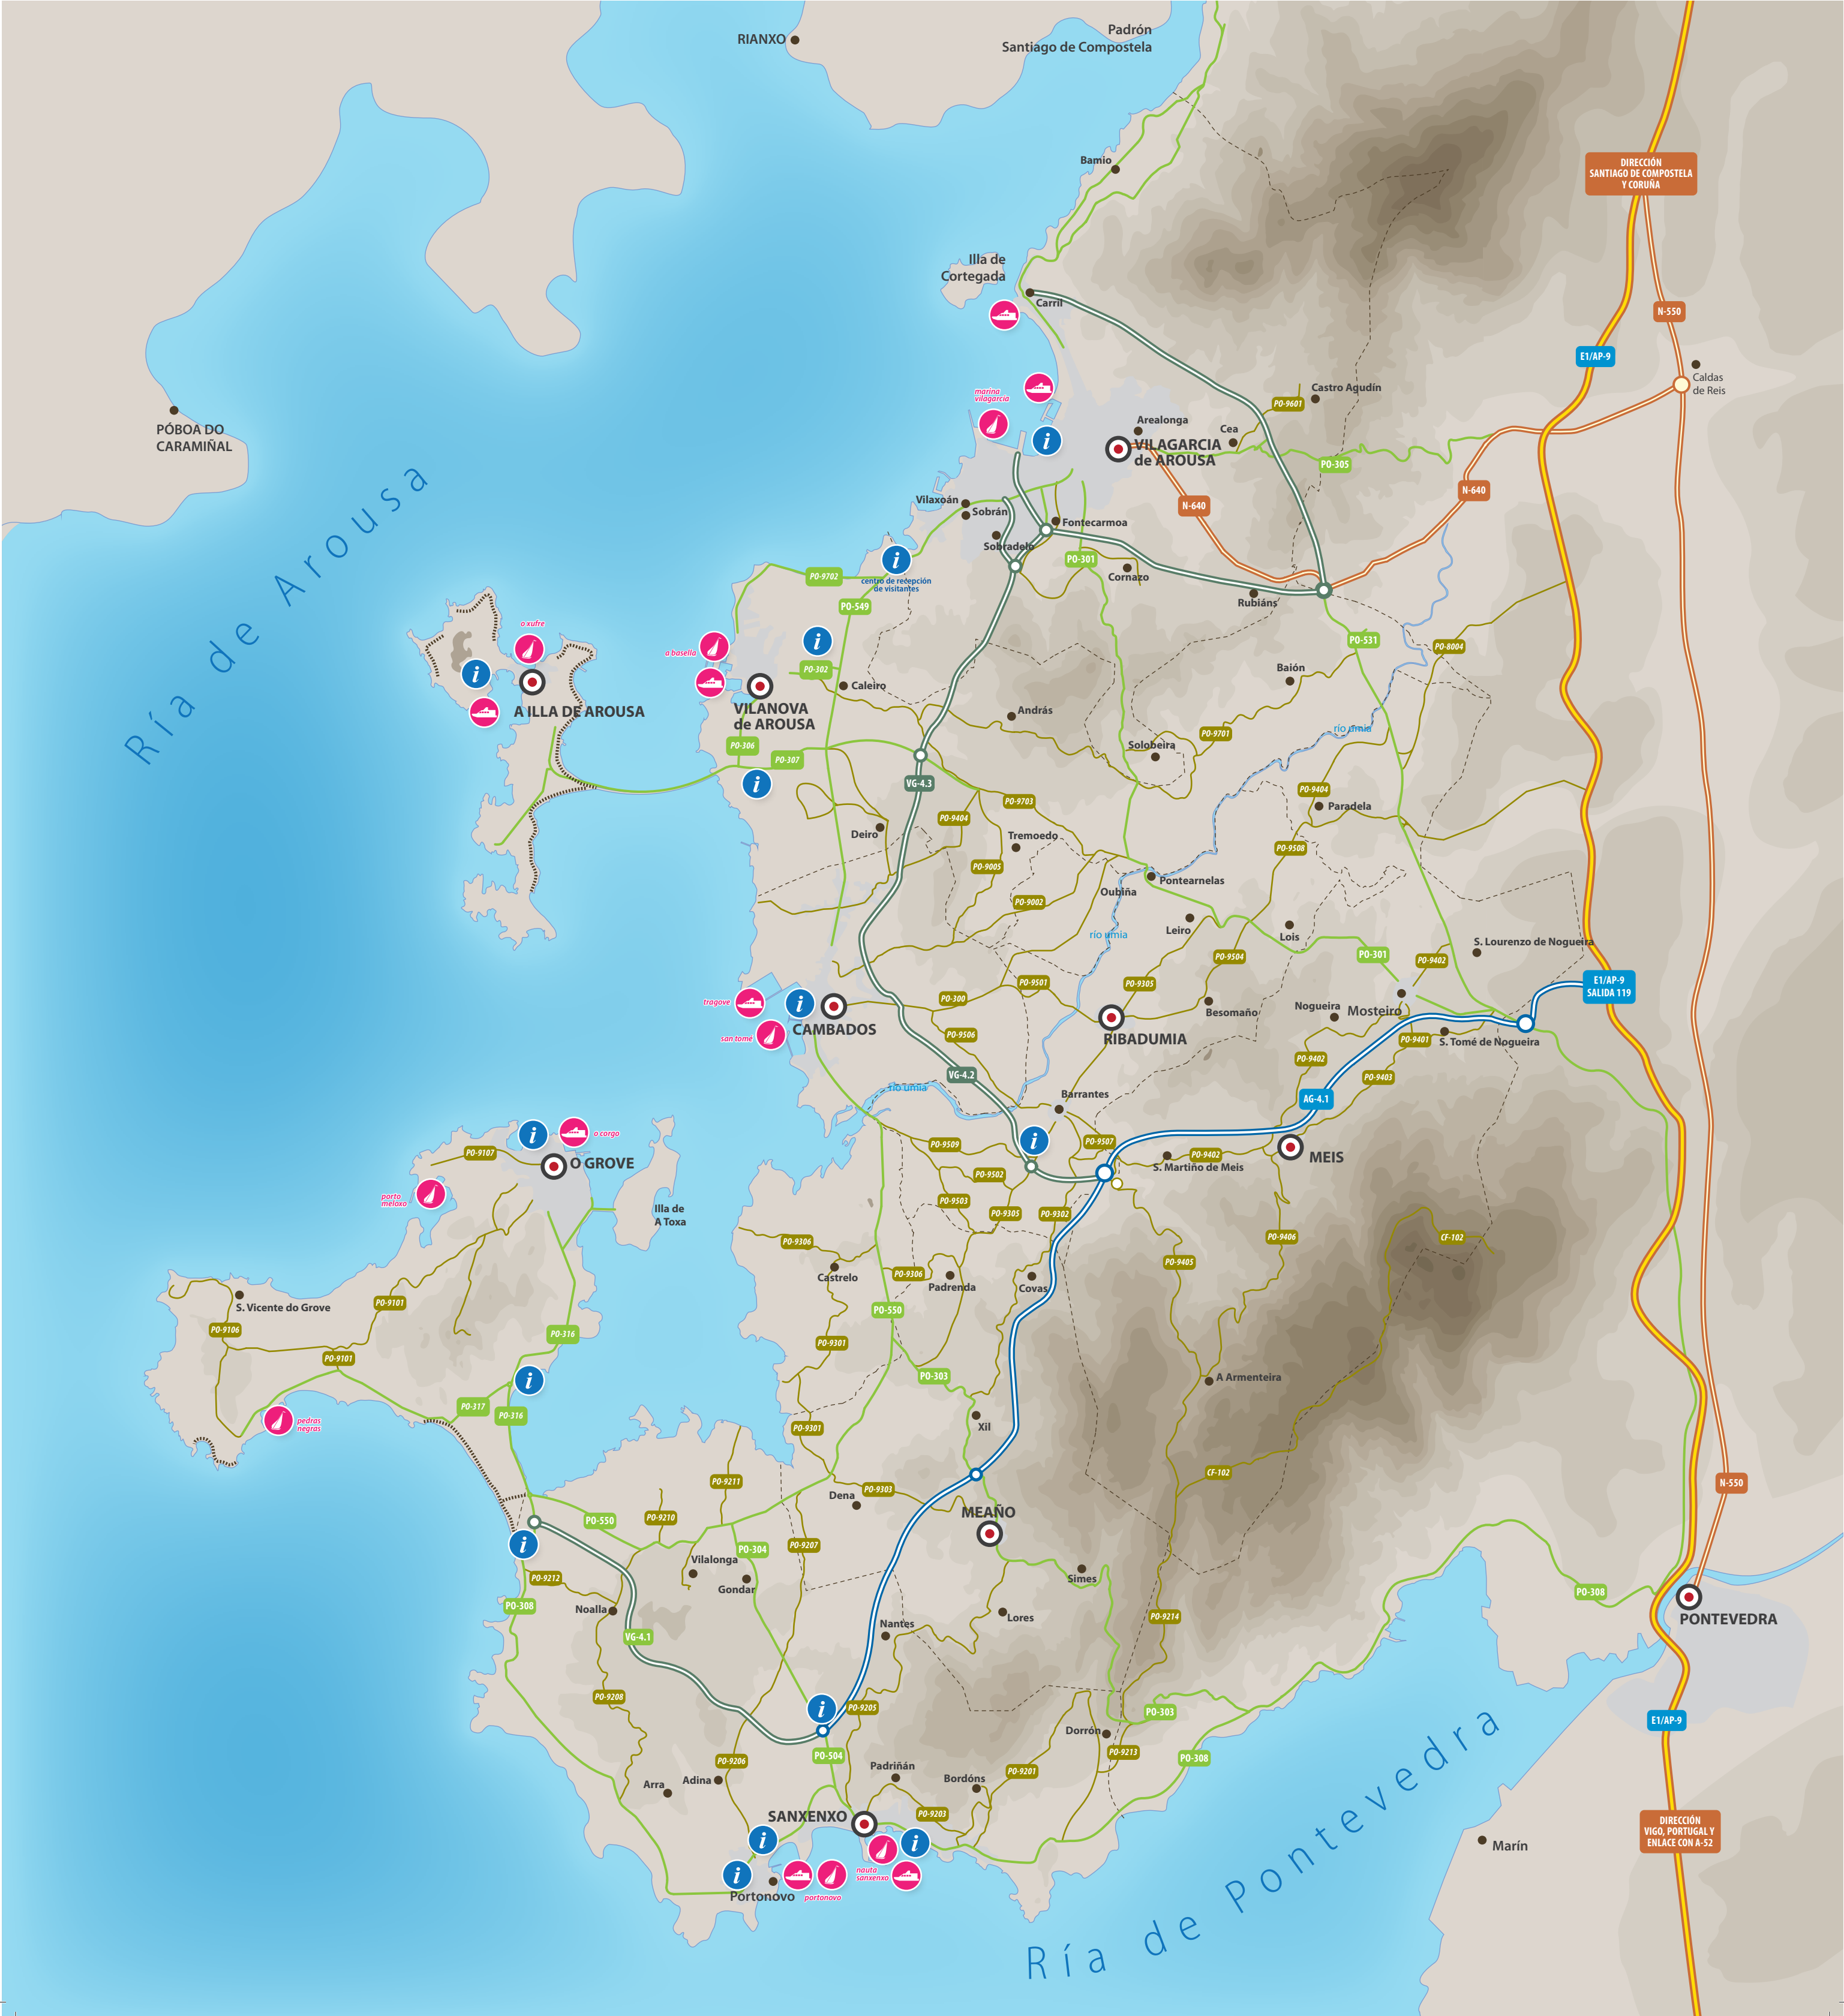 RIANXO
Padrón
Santiago de Compostela
Bamio
DIRECCIÓN
SANTIAGO DE COMPOSTELA
Y CORUÑA
Illa de
Cortegada
Carril
N-550
E1/AP-9
Caldas
de Reis
PÓBOA DO
CARAMIÑAL
marina
vilagarcía
Castro Agudín
PO-9601
Arealonga
Cea
VILAGARCIA
de AROUSA
PO-305
N-640
N-640
Ría de Arousa
Vilaxoán
Sobrán
Fontecarmoa
Sobradelo
PO-301
Cornazo
Rubiáns
centro de recepción
de visitantes
PO-9702
PO-549
o xufre
a basella
PO-302
PO-531
PO-8004
Baión
Caleiro
A ILLA DE AROUSA
VILANOVA
de AROUSA
András
río umia
PO-9701
Solobeira
PO-306
PO-307
VG-4.3
PO-9703
PO-9404
PO-9404
Paradela
Deiro
Tremoedo
PO-9508
PO-9005
Pontearnelas
Oubiña
PO-9002
Leiro
río umia
Lois
S. Lourenzo de Nogueira
PO-301
PO-9402
PO-9504
E1/AP-9
SALIDA 119
PO-9501
PO-9305
PO-300
tragove
Besomaño
Nogueira
Mosteiro
CAMBADOS
san tomé
PO-9506
RIBADUMIA
PO-9401
S. Tomé de Nogueira
PO-9402
PO-9403
VG-4.2
río umia
Barrantes
AG-4.1
o corgo
PO-9107
O GROVE
PO-9509
PO-9507
PO-9402
S. Martiño de Meis
MEIS
PO-9502
porto
meloxo
PO-9503
PO-9305
PO-9302
Illa de
A Toxa
PO-9306
PO-9406
CF-102
PO-9405
Castrelo
PO-9306
Padrenda
Covas
S. Vicente do Grove
PO-9101
PO-550
PO-9106
PO-316
PO-9301
PO-9101
PO-303
A Armenteira
PO-317
PO-316
pedras
negras
PO-9301
Xil
CF-102
PO-9211
PO-9303
N-550
Dena
MEAÑO
PO-9210
PO-550
PO-9207
PO-304
Vilalonga
Gondar
Simes
PO-9212
PO-308
PO-308
Noalla
Lores
PO-9214
PONTEVEDRA
Nantes
VG-4.1
PO-9208
PO-9205
PO-303
E1/AP-9
Dorrón
PO-504
PO-9213
PO-308
PO-9206
Padriñán
PO-9201
Adina
Bordóns
Arra
SANXENXO
PO-9203
DIRECCIÓN
VIGO, PORTUGAL Y
ENLACE CON A-52
Marín
nauta
sanxenxo
Portonovo
portonovo
Ría de Pontevedra